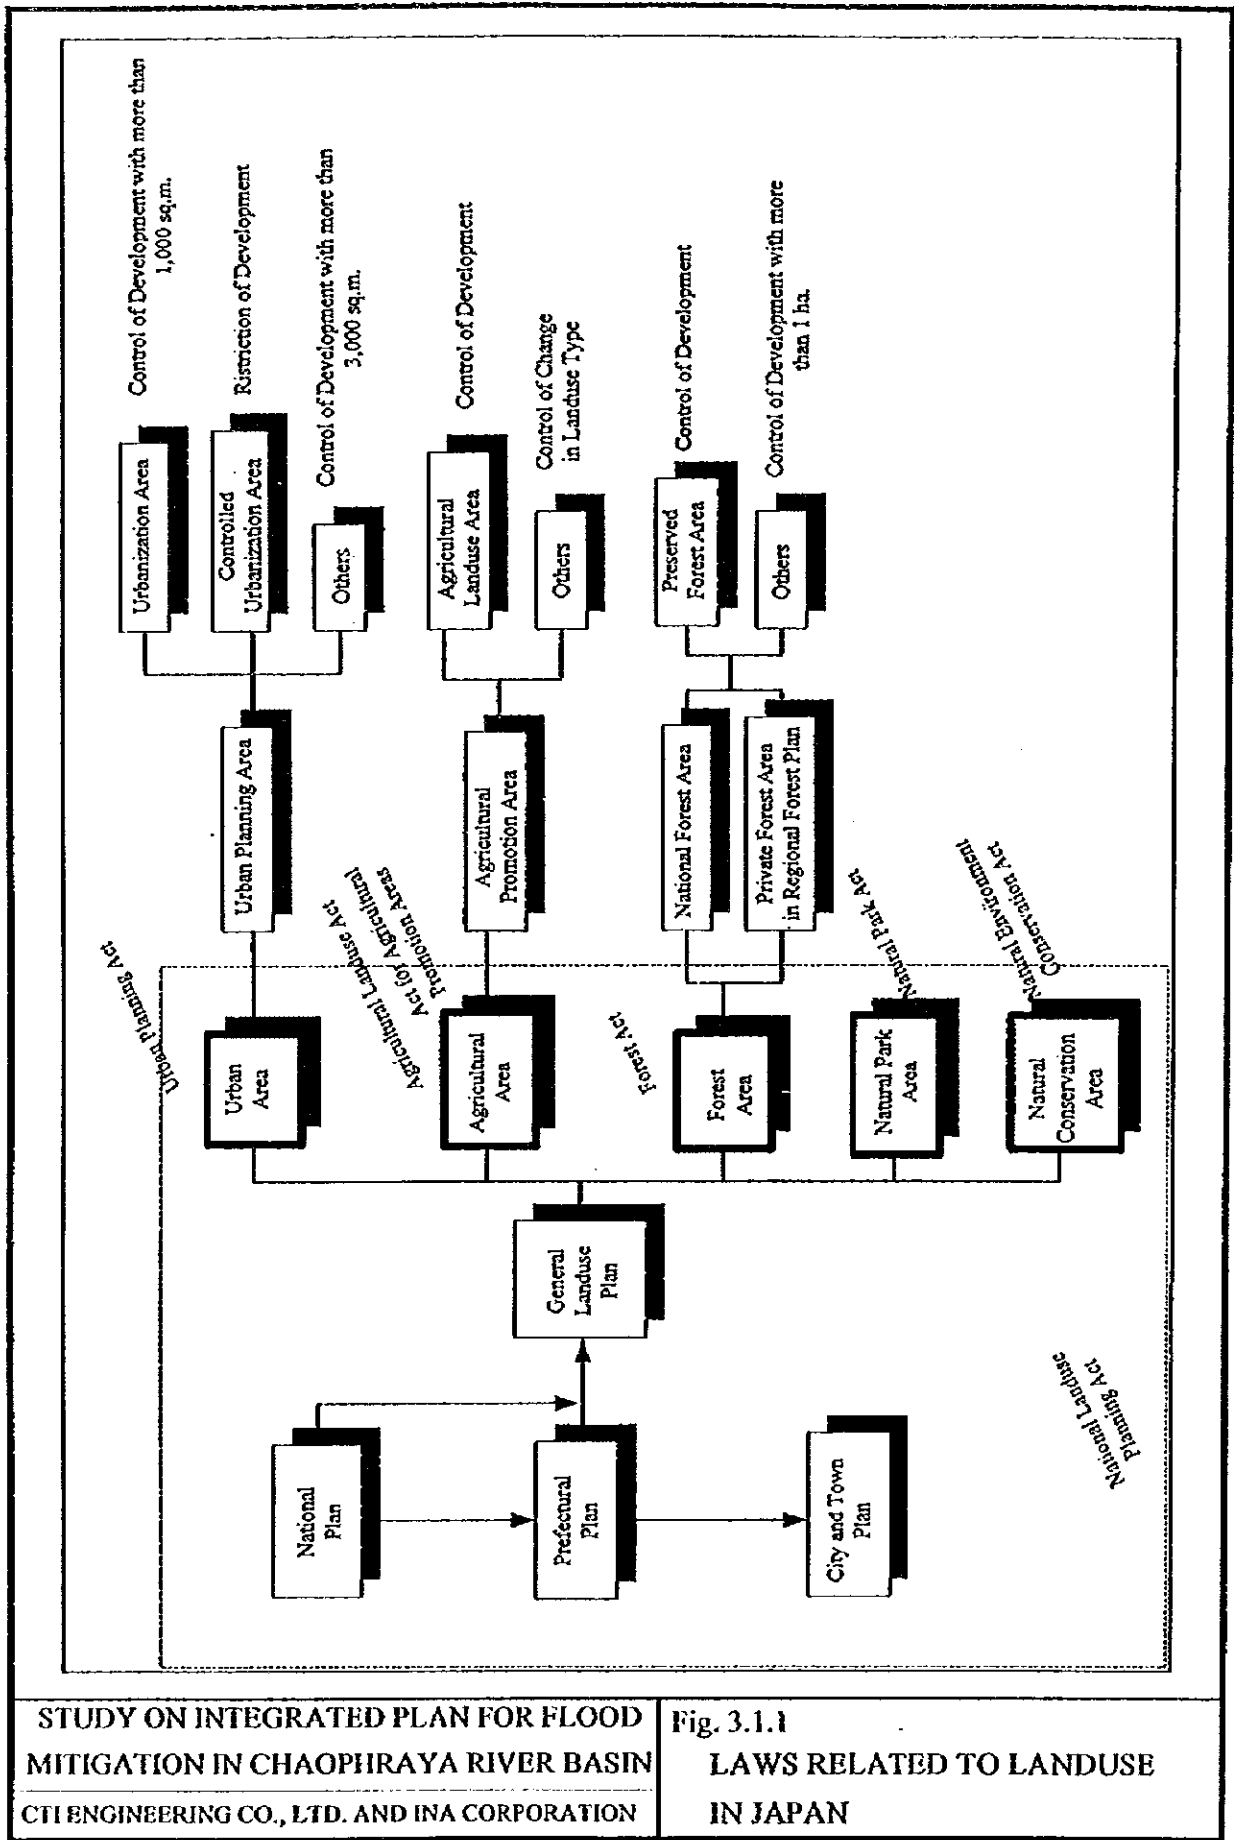 National
Plan
Prefectural
Plan
City and Town
Plan
National Landuse
Planning Act
General
Landuse
Plan
Urban Planning Act
Urban
Area
Agricultural Landuse Act
Act for Agricultural
Promotion Areas
Agricultural
Area
Forest Act
Forest
Area
Natural Park Act
Natural Park
Area
Natural Environment
Conservation Act
Natural
Conservation
Area
Urban Planning Area
Agricultural
Promotion Area
National Forest Area
Private Forest Area
in Regional Forest Plan
Urbanization Area
Control of Development with more than
1,000 sq.m.
Controlled
Urbanization Area
Ristriction of Development
Others
Control of Development with more than
3,000 sq.m.
Agricultural
Landuse Area
Control of Development
Others
Control of Change
in Landuse Type
Preserved
Forest Area
Control of Development
Others
Control of Development with more
than 1 ha.
STUDY ON INTEGRATED PLAN FOR FLOOD
MITIGATION IN CHAOPHRAYA RIVER BASIN
CTI ENGINEERING CO., LTD. AND INA CORPORATION
Fig. 3.1.1
LAWS RELATED TO LANDUSE
IN JAPAN